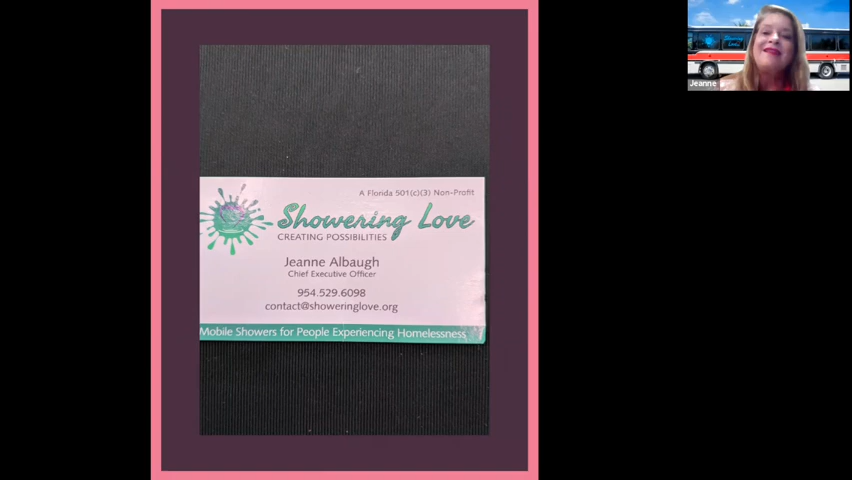 A Florida 501(c)(3) Non-Profit
Showering Love
CREATING POSSIBILITIES
Jeanne Albaugh
Chief Executive Officer
954.529.6098
contact@showeringlove.org
Mobile Showers for People Experiencing Homelessness
Jeanne